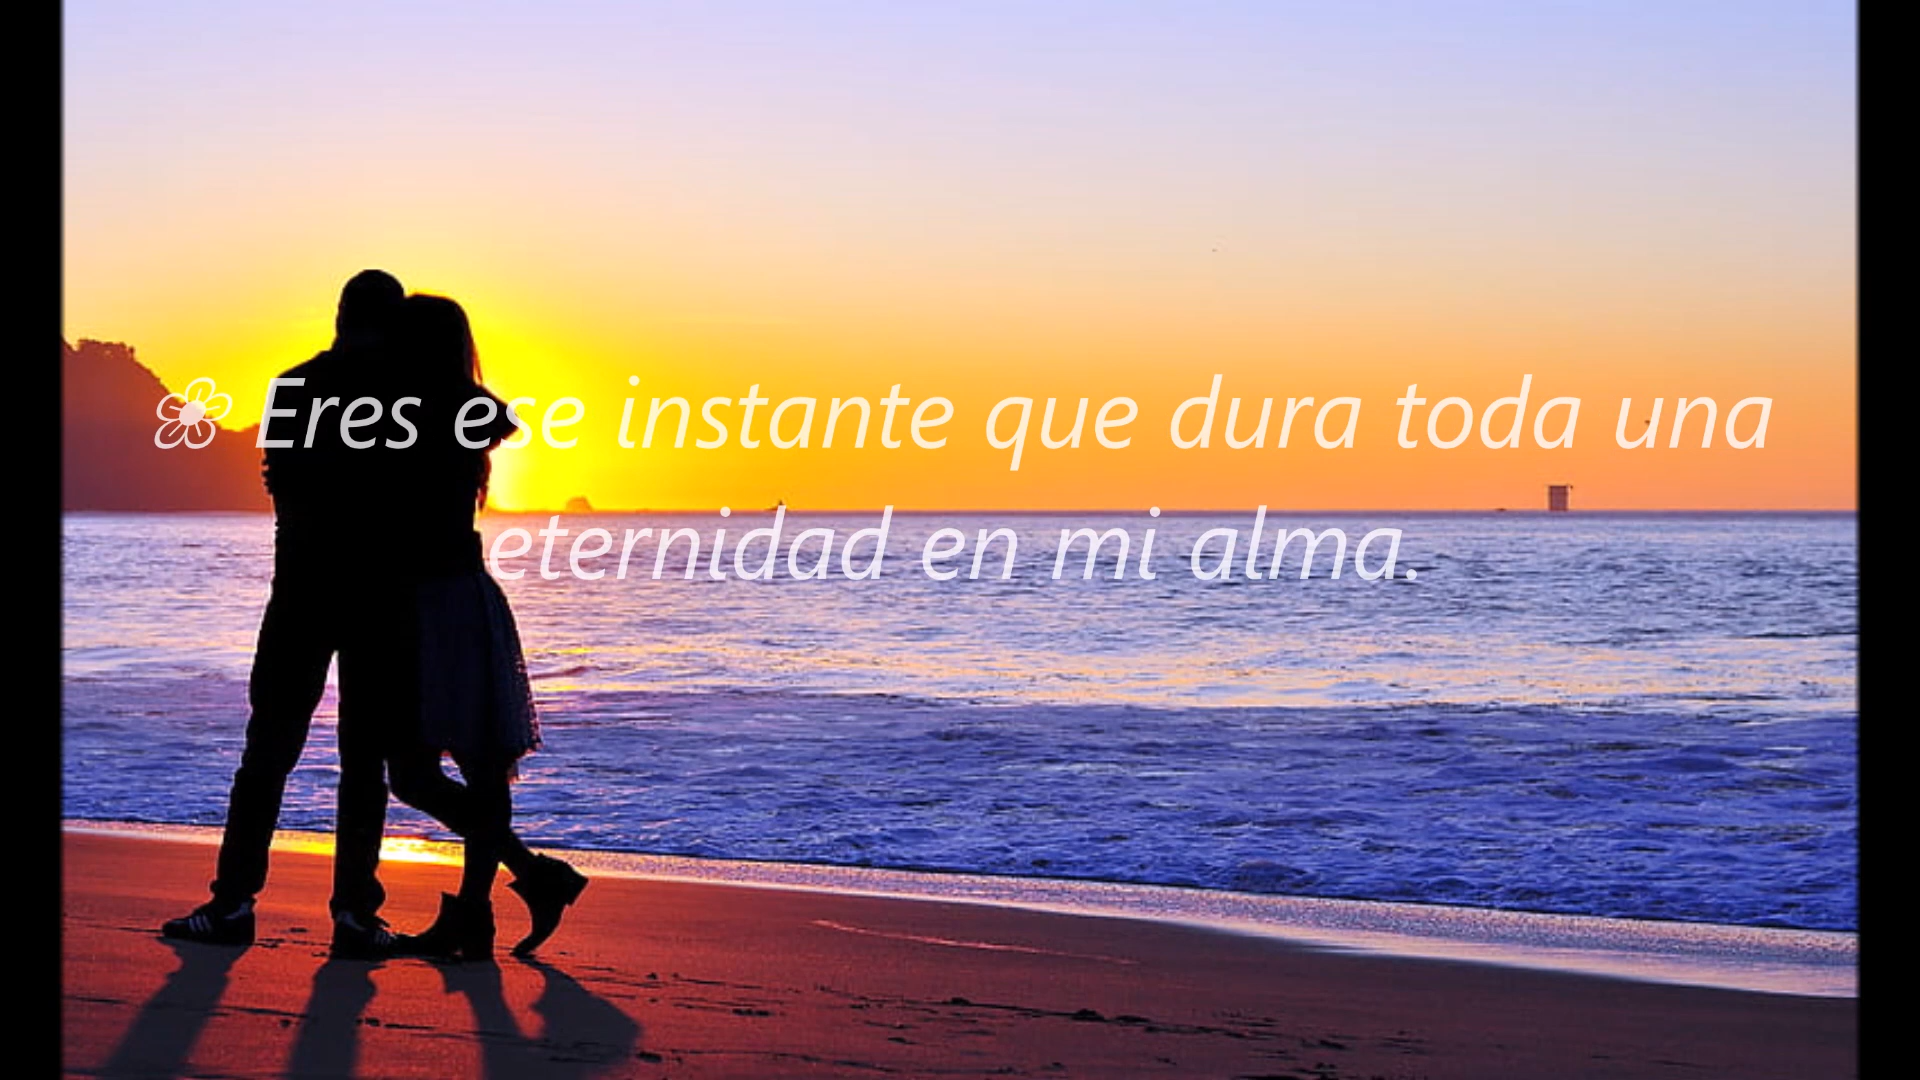 ❀ Eres ese instante que dura toda una
eternidad en mi alma.